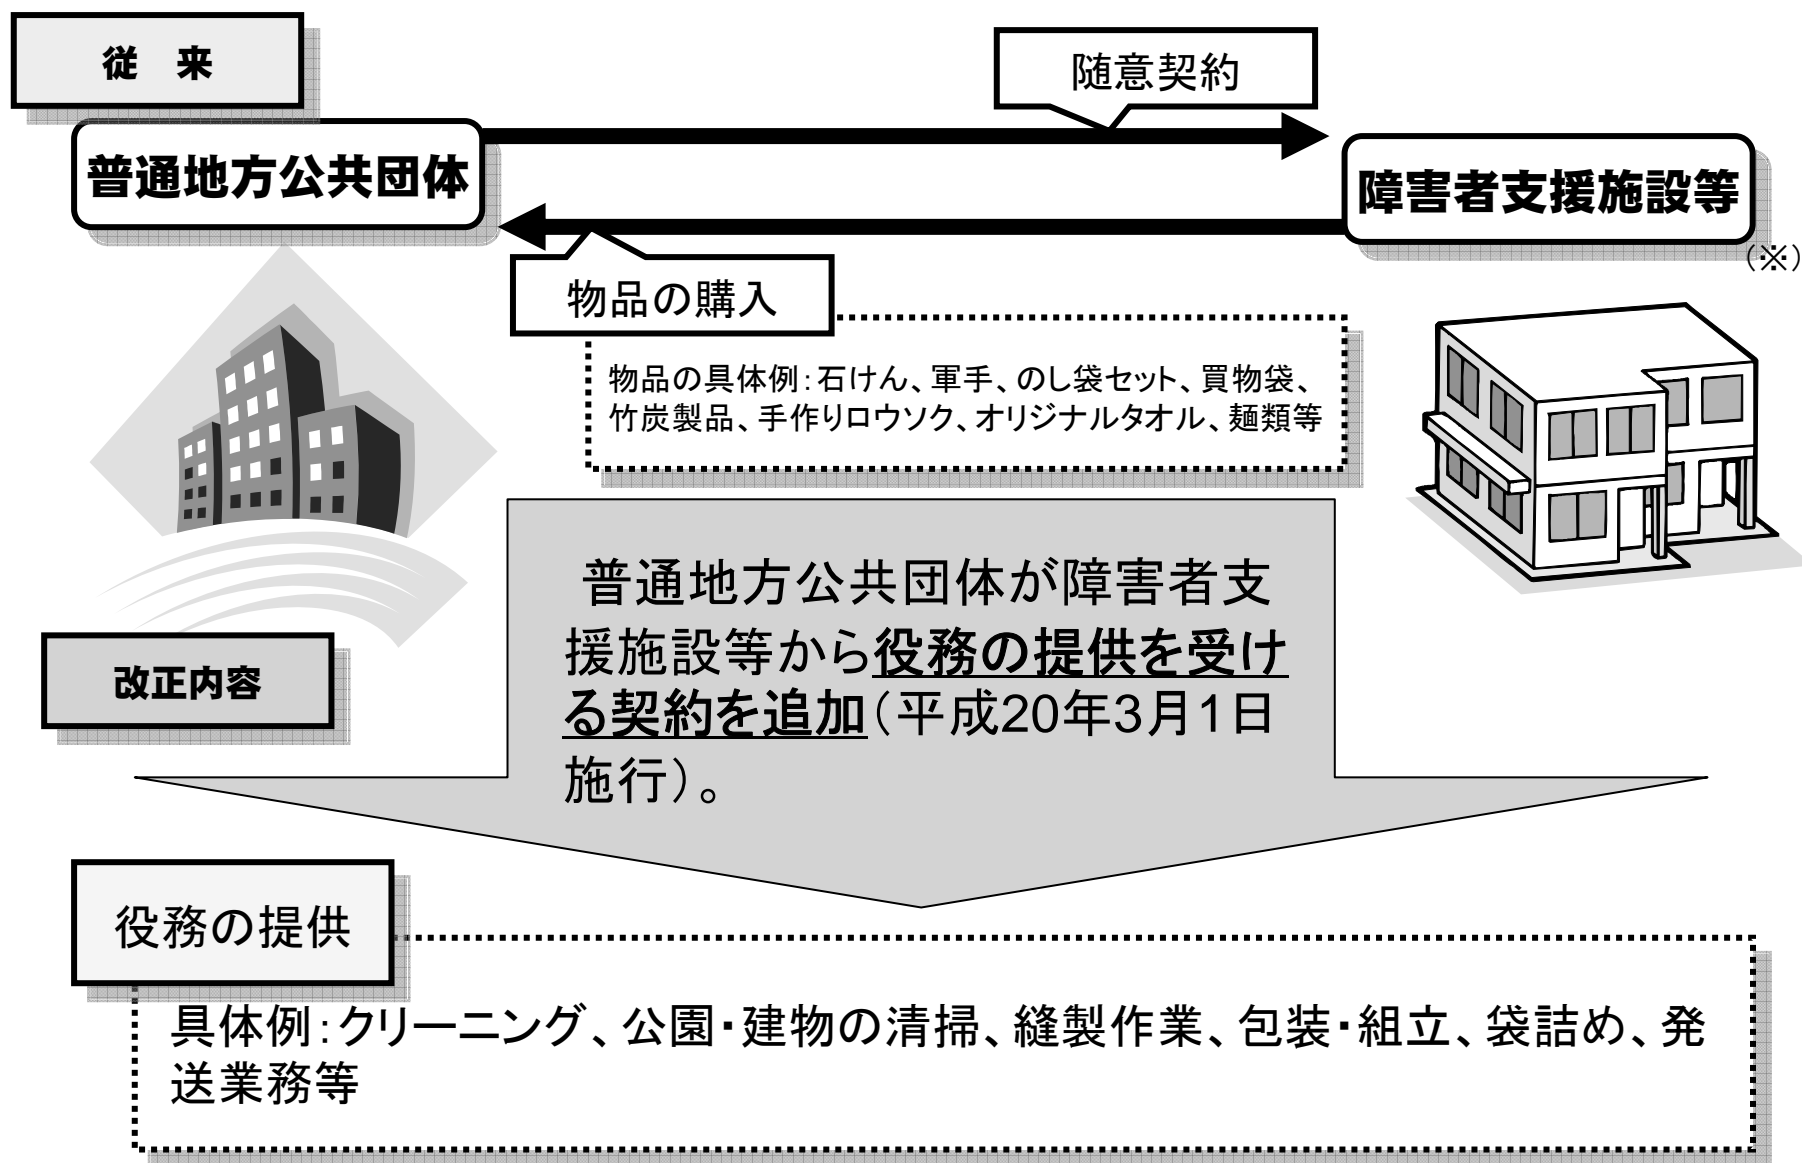 従 来
随意契約
普通地方公共団体
障害者支援施設等
(※)
物品の購入
物品の具体例:石けん、軍手、のし袋セット、買物袋、
竹炭製品、手作りロウソク、オリジナルタオル、麺類等
普通地方公共団体が障害者支
援施設等から役務の提供を受け
る契約を追加(平成20年3月1日
施行)。
改正内容
役務の提供
具体例:クリーニング、公園・建物の清掃、縫製作業、包装・組立、袋詰め、発
送業務等